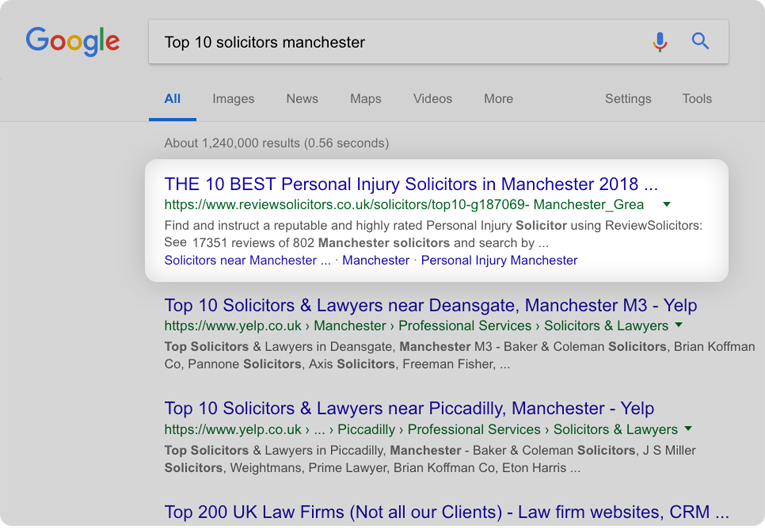 Google
Top 10 solicitors manchester
All Images News Maps Videos More Settings Tools
About 1,240,000 results (0.56 seconds)
THE 10 BEST Personal Injury Solicitors in Manchester 2018 ...
https://www.reviewsolicitors.co.uk/solicitors/top10-g187069- Manchester_Grea
Find and instruct a reputable and highly rated Personal Injury Solicitor using ReviewSolicitors:
See 17351 reviews of 802 Manchester solicitors and search by ...
Solicitors near Manchester ... · Manchester · Personal Injury Manchester
Top 10 Solicitors & Lawyers near Deansgate, Manchester M3 - Yelp
https://www.yelp.co.uk › Manchester › Professional Services › Solicitors & Lawyers
Top Solicitors & Lawyers in Deansgate, Manchester M3 - Baker & Coleman Solicitors, Brian Koffman
Co, Pannone Solicitors, Axis Solicitors, Freeman Fisher, ...
Top 10 Solicitors & Lawyers near Piccadilly, Manchester - Yelp
https://www.yelp.co.uk › ... › Piccadilly › Professional Services › Solicitors & Lawyers
Top Solicitors & Lawyers in Piccadilly, Manchester - Baker & Coleman Solicitors, J S Miller
Solicitors, Weightmans, Prime Lawyer, Brian Koffman Co, Eton Harris ...
Top 200 UK Law Firms (Not all our Clients) - Law firm websites, CRM ...